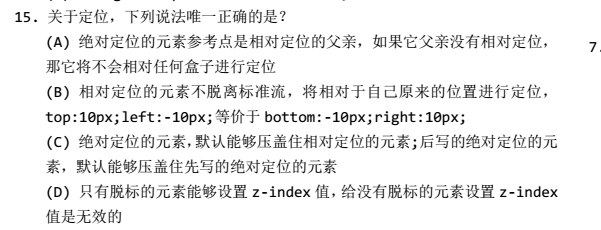 15. 关于定位，下列说法唯一正确的是？
(A) 绝对定位的元素参考点是相对定位的父亲，如果它父亲没有相对定位，
那它将不会相对任何盒子进行定位
(B) 相对定位的元素不脱离标准流，将相对于自己原来的位置进行定位，
top:10px;left:-10px;等价于 bottom:-10px;right:10px;
(C) 绝对定位的元素,默认能够压盖住相对定位的元素;后写的绝对定位的元
素，默认能够压盖住先写的绝对定位的元素
(D) 只有脱标的元素能够设置 z-index 值,给没有脱标的元素设置 z-index
值是无效的
7.